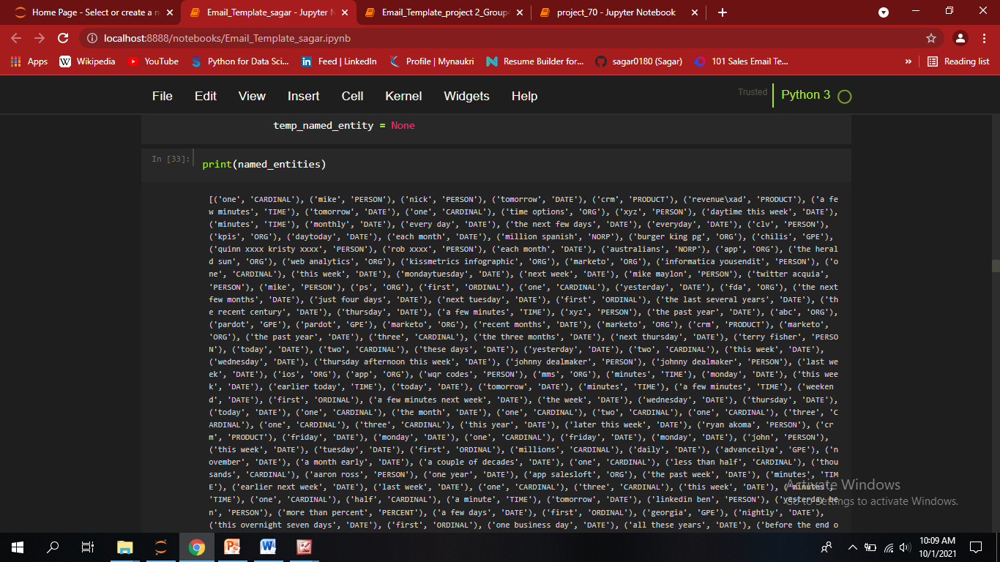 Home Page - Select or create a n
Email_Template_sagar - Jupyter N
Email_Template_project 2_Group
project_70 - Jupyter Notebook
localhost:8888/notebooks/Email_Template_sagar.ipynb
Apps
Wikipedia
YouTube
Python for Data Sci...
Feed | LinkedIn
Profile | Mynaukri
Resume Builder for...
sagar0180 (Sagar)
101 Sales Email Te...
»
Reading list
File Edit View Insert Cell Kernel Widgets Help
Trusted
Python 3
temp_named_entity = None
In [33]:
print(named_entities)
[('one', 'CARDINAL'), ('mike', 'PERSON'), ('nick', 'PERSON'), ('tomorrow', 'DATE'), ('crm', 'PRODUCT'), ('revenue\xad', 'PRODUCT'), ('a fe
w minutes', 'TIME'), ('tomorrow', 'DATE'), ('one', 'CARDINAL'), ('time options', 'ORG'), ('xyz', 'PERSON'), ('daytime this week', 'DATE'),
('minutes', 'TIME'), ('monthly', 'DATE'), ('every day', 'DATE'), ('the next few days', 'DATE'), ('everyday', 'DATE'), ('clv', 'PERSON'),
('kpis', 'ORG'), ('daytoday', 'DATE'), ('each month', 'DATE'), ('million spanish', 'NORP'), ('burger king pg', 'ORG'), ('chilis', 'GPE'),
('quinn xxxx kristy xxxx', 'PERSON'), ('rob xxxx', 'PERSON'), ('each month', 'DATE'), ('australians', 'NORP'), ('app', 'ORG'), ('the heral
d sun', 'ORG'), ('web analytics', 'ORG'), ('kissmetrics infographic', 'ORG'), ('marketo', 'ORG'), ('informatica yousendit', 'PERSON'), ('o
ne', 'CARDINAL'), ('this week', 'DATE'), ('mondaytuesday', 'DATE'), ('next week', 'DATE'), ('mike maylon', 'PERSON'), ('twitter acquia',
'PERSON'), ('mike', 'PERSON'), ('ps', 'ORG'), ('first', 'ORDINAL'), ('one', 'CARDINAL'), ('yesterday', 'DATE'), ('fda', 'ORG'), ('the next
few months', 'DATE'), ('just four days', 'DATE'), ('next tuesday', 'DATE'), ('first', 'ORDINAL'), ('the last several years', 'DATE'), ('th
e recent century', 'DATE'), ('thursday', 'DATE'), ('a few minutes', 'TIME'), ('xyz', 'PERSON'), ('the past year', 'DATE'), ('abc', 'ORG'),
('pardot', 'GPE'), ('pardot', 'GPE'), ('marketo', 'ORG'), ('recent months', 'DATE'), ('marketo', 'ORG'), ('crm', 'PRODUCT'), ('marketo',
'ORG'), ('the past year', 'DATE'), ('three', 'CARDINAL'), ('the three months', 'DATE'), ('next thursday', 'DATE'), ('terry fisher', 'PERSO
N'), ('today', 'DATE'), ('two', 'CARDINAL'), ('these days', 'DATE'), ('yesterday', 'DATE'), ('two', 'CARDINAL'), ('this week', 'DATE'),
('wednesday', 'DATE'), ('thursday afternoon this week', 'DATE'), ('johnny dealmaker', 'PERSON'), ('johnny dealmaker', 'PERSON'), ('last we
ek', 'DATE'), ('ios', 'ORG'), ('app', 'ORG'), ('wqr codes', 'PERSON'), ('mms', 'ORG'), ('minutes', 'TIME'), ('monday', 'DATE'), ('this wee
k', 'DATE'), ('earlier today', 'TIME'), ('today', 'DATE'), ('tomorrow', 'DATE'), ('minutes', 'TIME'), ('a few minutes', 'TIME'), ('weeken
d', 'DATE'), ('first', 'ORDINAL'), ('a few minutes next week', 'DATE'), ('the week', 'DATE'), ('wednesday', 'DATE'), ('thursday', 'DATE'),
('today', 'DATE'), ('one', 'CARDINAL'), ('the month', 'DATE'), ('one', 'CARDINAL'), ('two', 'CARDINAL'), ('one', 'CARDINAL'), ('three', 'C
ARDINAL'), ('one', 'CARDINAL'), ('three', 'CARDINAL'), ('this year', 'DATE'), ('later this week', 'DATE'), ('ryan akoma', 'PERSON'), ('cr
m', 'PRODUCT'), ('friday', 'DATE'), ('monday', 'DATE'), ('one', 'CARDINAL'), ('friday', 'DATE'), ('monday', 'DATE'), ('john', 'PERSON'),
('this week', 'DATE'), ('tuesday', 'DATE'), ('first', 'ORDINAL'), ('millions', 'CARDINAL'), ('daily', 'DATE'), ('advanceilya', 'GPE'), ('n
ovember', 'DATE'), ('a month early', 'DATE'), ('a couple of decades', 'DATE'), ('one', 'CARDINAL'), ('less than half', 'CARDINAL'), ('thou
sands', 'CARDINAL'), ('aaron ross', 'PERSON'), ('one year', 'DATE'), ('app salesloft', 'ORG'), ('the past week', 'DATE'), ('minutes', 'TIM
E'), ('earlier next week', 'DATE'), ('last week', 'DATE'), ('one', 'CARDINAL'), ('three', 'CARDINAL'), ('this week', 'DATE'), ('minutes',
'TIME'), ('one', 'CARDINAL'), ('half', 'CARDINAL'), ('a minute', 'TIME'), ('tomorrow', 'DATE'), ('linkedin ben', 'PERSON'), ('yesterday be
n', 'PERSON'), ('more than percent', 'PERCENT'), ('a few days', 'DATE'), ('first', 'ORDINAL'), ('georgia', 'GPE'), ('nightly', 'DATE'),
('this overnight seven days', 'DATE'), ('first', 'ORDINAL'), ('one business day', 'DATE'), ('all these years', 'DATE'), ('before the end o
Activate Windows
Go to Settings to activate Windows.
10:09 AM
10/1/2021